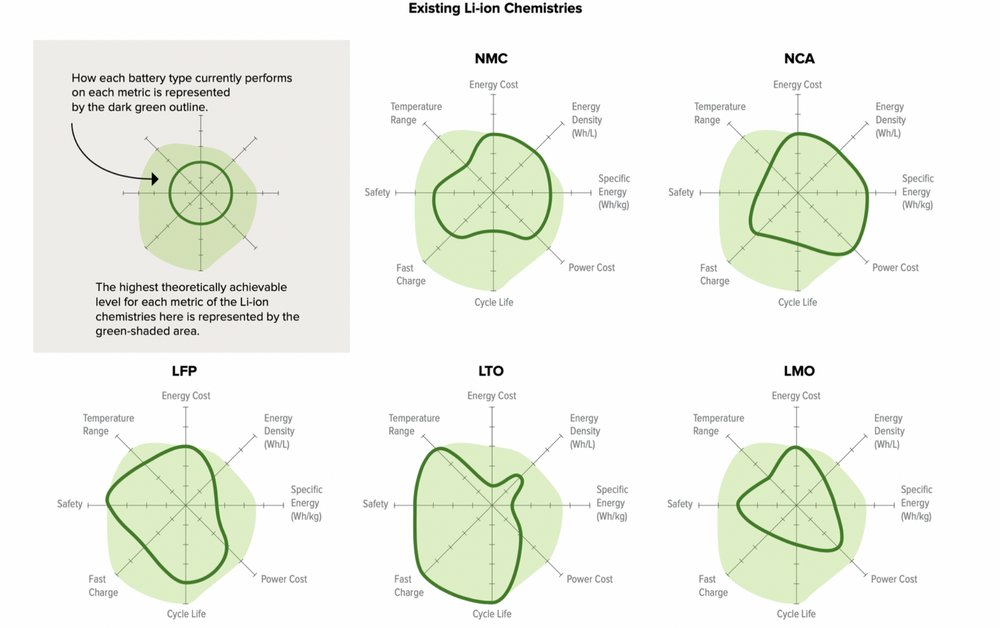 Existing Li-ion Chemistries
How each battery type currently performs
on each metric is represented
by the dark green outline.
The highest theoretically achievable
level for each metric of the Li-ion
chemistries here is represented by the
green-shaded area.
NMC
Energy Cost
Temperature
Range
Energy
Density
(Wh/L)
Safety
Specific
Energy
(Wh/kg)
Fast
Charge
Power Cost
Cycle Life
NCA
Energy Cost
Temperature
Range
Energy
Density
(Wh/L)
Safety
Specific
Energy
(Wh/kg)
Fast
Charge
Power Cost
Cycle Life
LFP
Energy Cost
Temperature
Range
Energy
Density
(Wh/L)
Safety
Specific
Energy
(Wh/kg)
Fast
Charge
Power Cost
Cycle Life
LTO
Energy Cost
Temperature
Range
Energy
Density
(Wh/L)
Safety
Specific
Energy
(Wh/kg)
Fast
Charge
Power Cost
Cycle Life
LMO
Energy Cost
Temperature
Range
Energy
Density
(Wh/L)
Safety
Specific
Energy
(Wh/kg)
Fast
Charge
Power Cost
Cycle Life